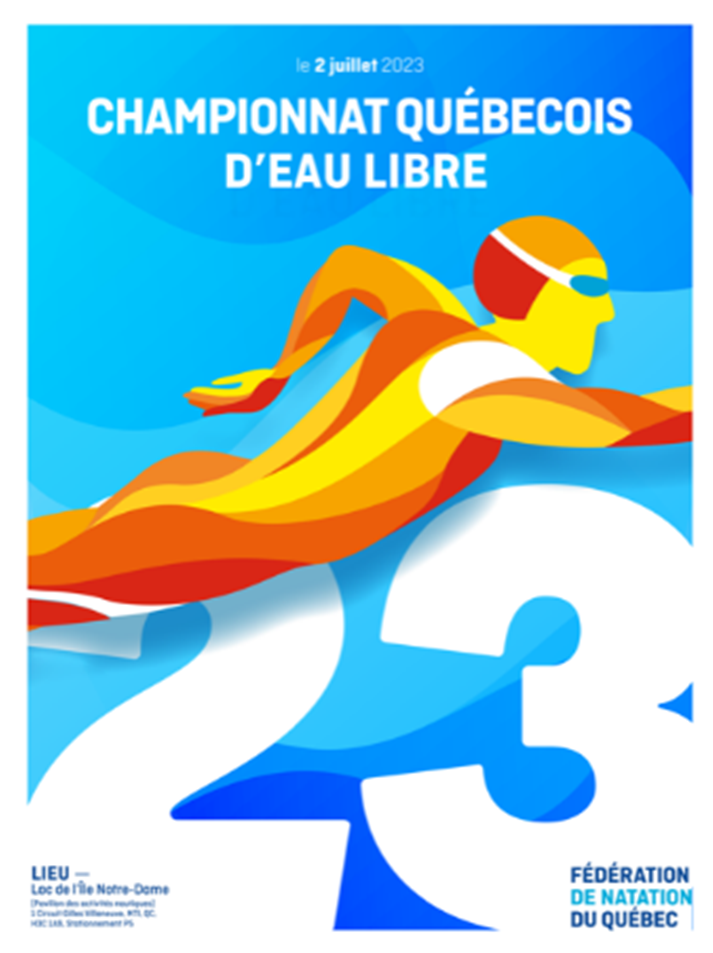 le 2 juillet 2023
CHAMPIONNAT QUÉBECOIS
D'EAU LIBRE
23
LIEU —
Lac de l'Île Notre-Dame
(Pavillon des activités nautiques)
1 Circuit Gilles Villeneuve, MTL QC,
H3C 1A9, Stationnement P5
FÉDÉRATION
DE NATATION
DU QUÉBEC